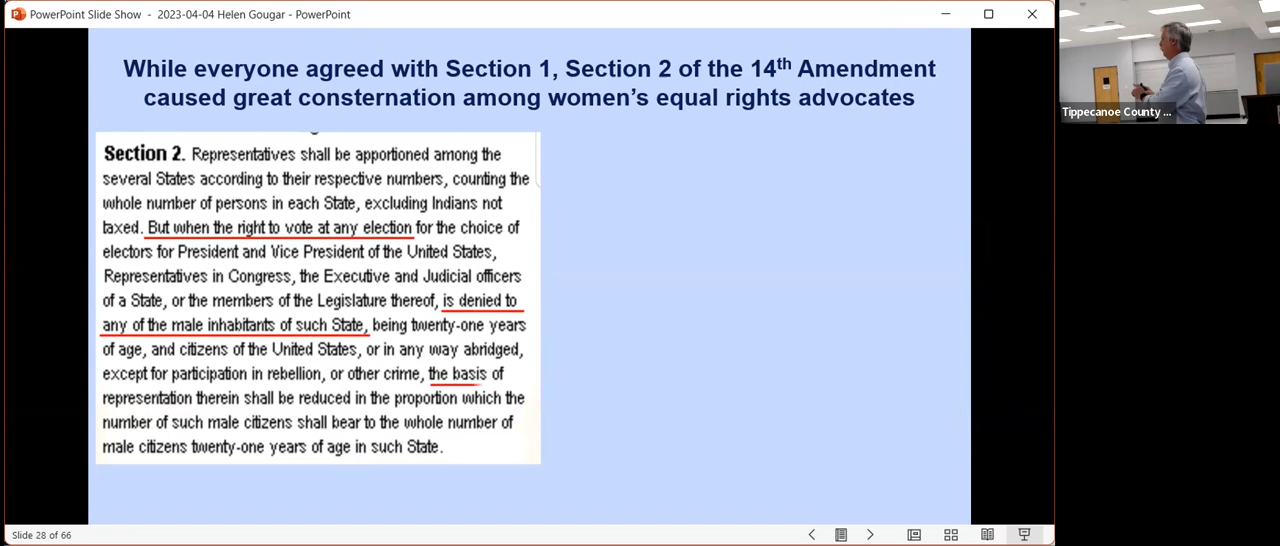 PowerPoint Slide Show - 2023-04-04 Helen Gougar - PowerPoint
While everyone agreed with Section 1, Section 2 of the 14th Amendment
caused great consternation among women's equal rights advocates
Section 2. Representatives shall be apportioned among the
several States according to their respective numbers, counting the
whole number of persons in each State, excluding Indians not
taxed. But when the right to vote at any election for the choice of
electors for President and Vice President of the United States,
Representatives in Congress, the Executive and Judicial officers
of a State, or the members of the Legislature thereof, is denied to
any of the male inhabitants of such State, being twenty-one years
of age, and citizens of the United States, or in any way abridged,
except for participation in rebellion, or other crime, the basis of
representation therein shall be reduced in the proportion which the
number of such male citizens shall bear to the whole number of
male citizens twenty-one years of age in such State.
Slide 28 of 66
Tippecanoe County ...